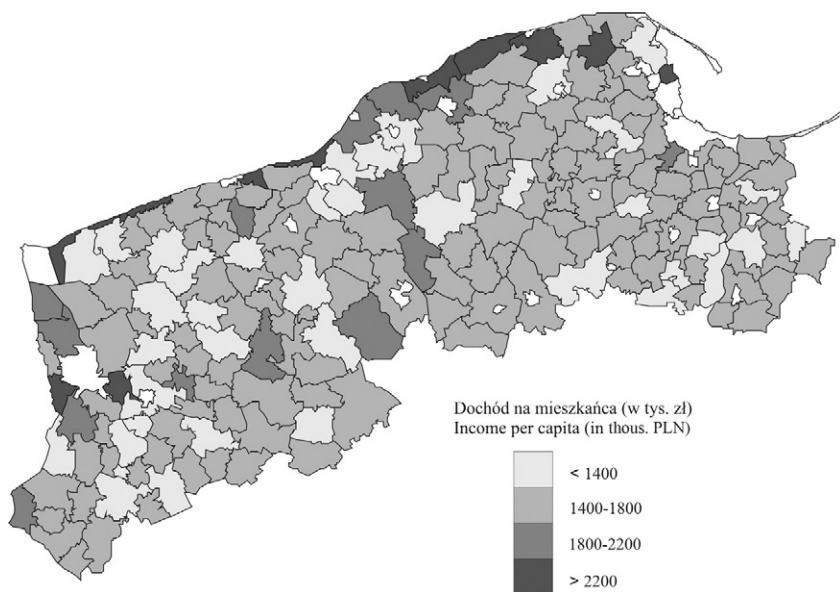 Dochód na mieszkańca (w tys. zł)
Income per capita (in thous. PLN)
< 1400
1400-1800
1800-2200
> 2200